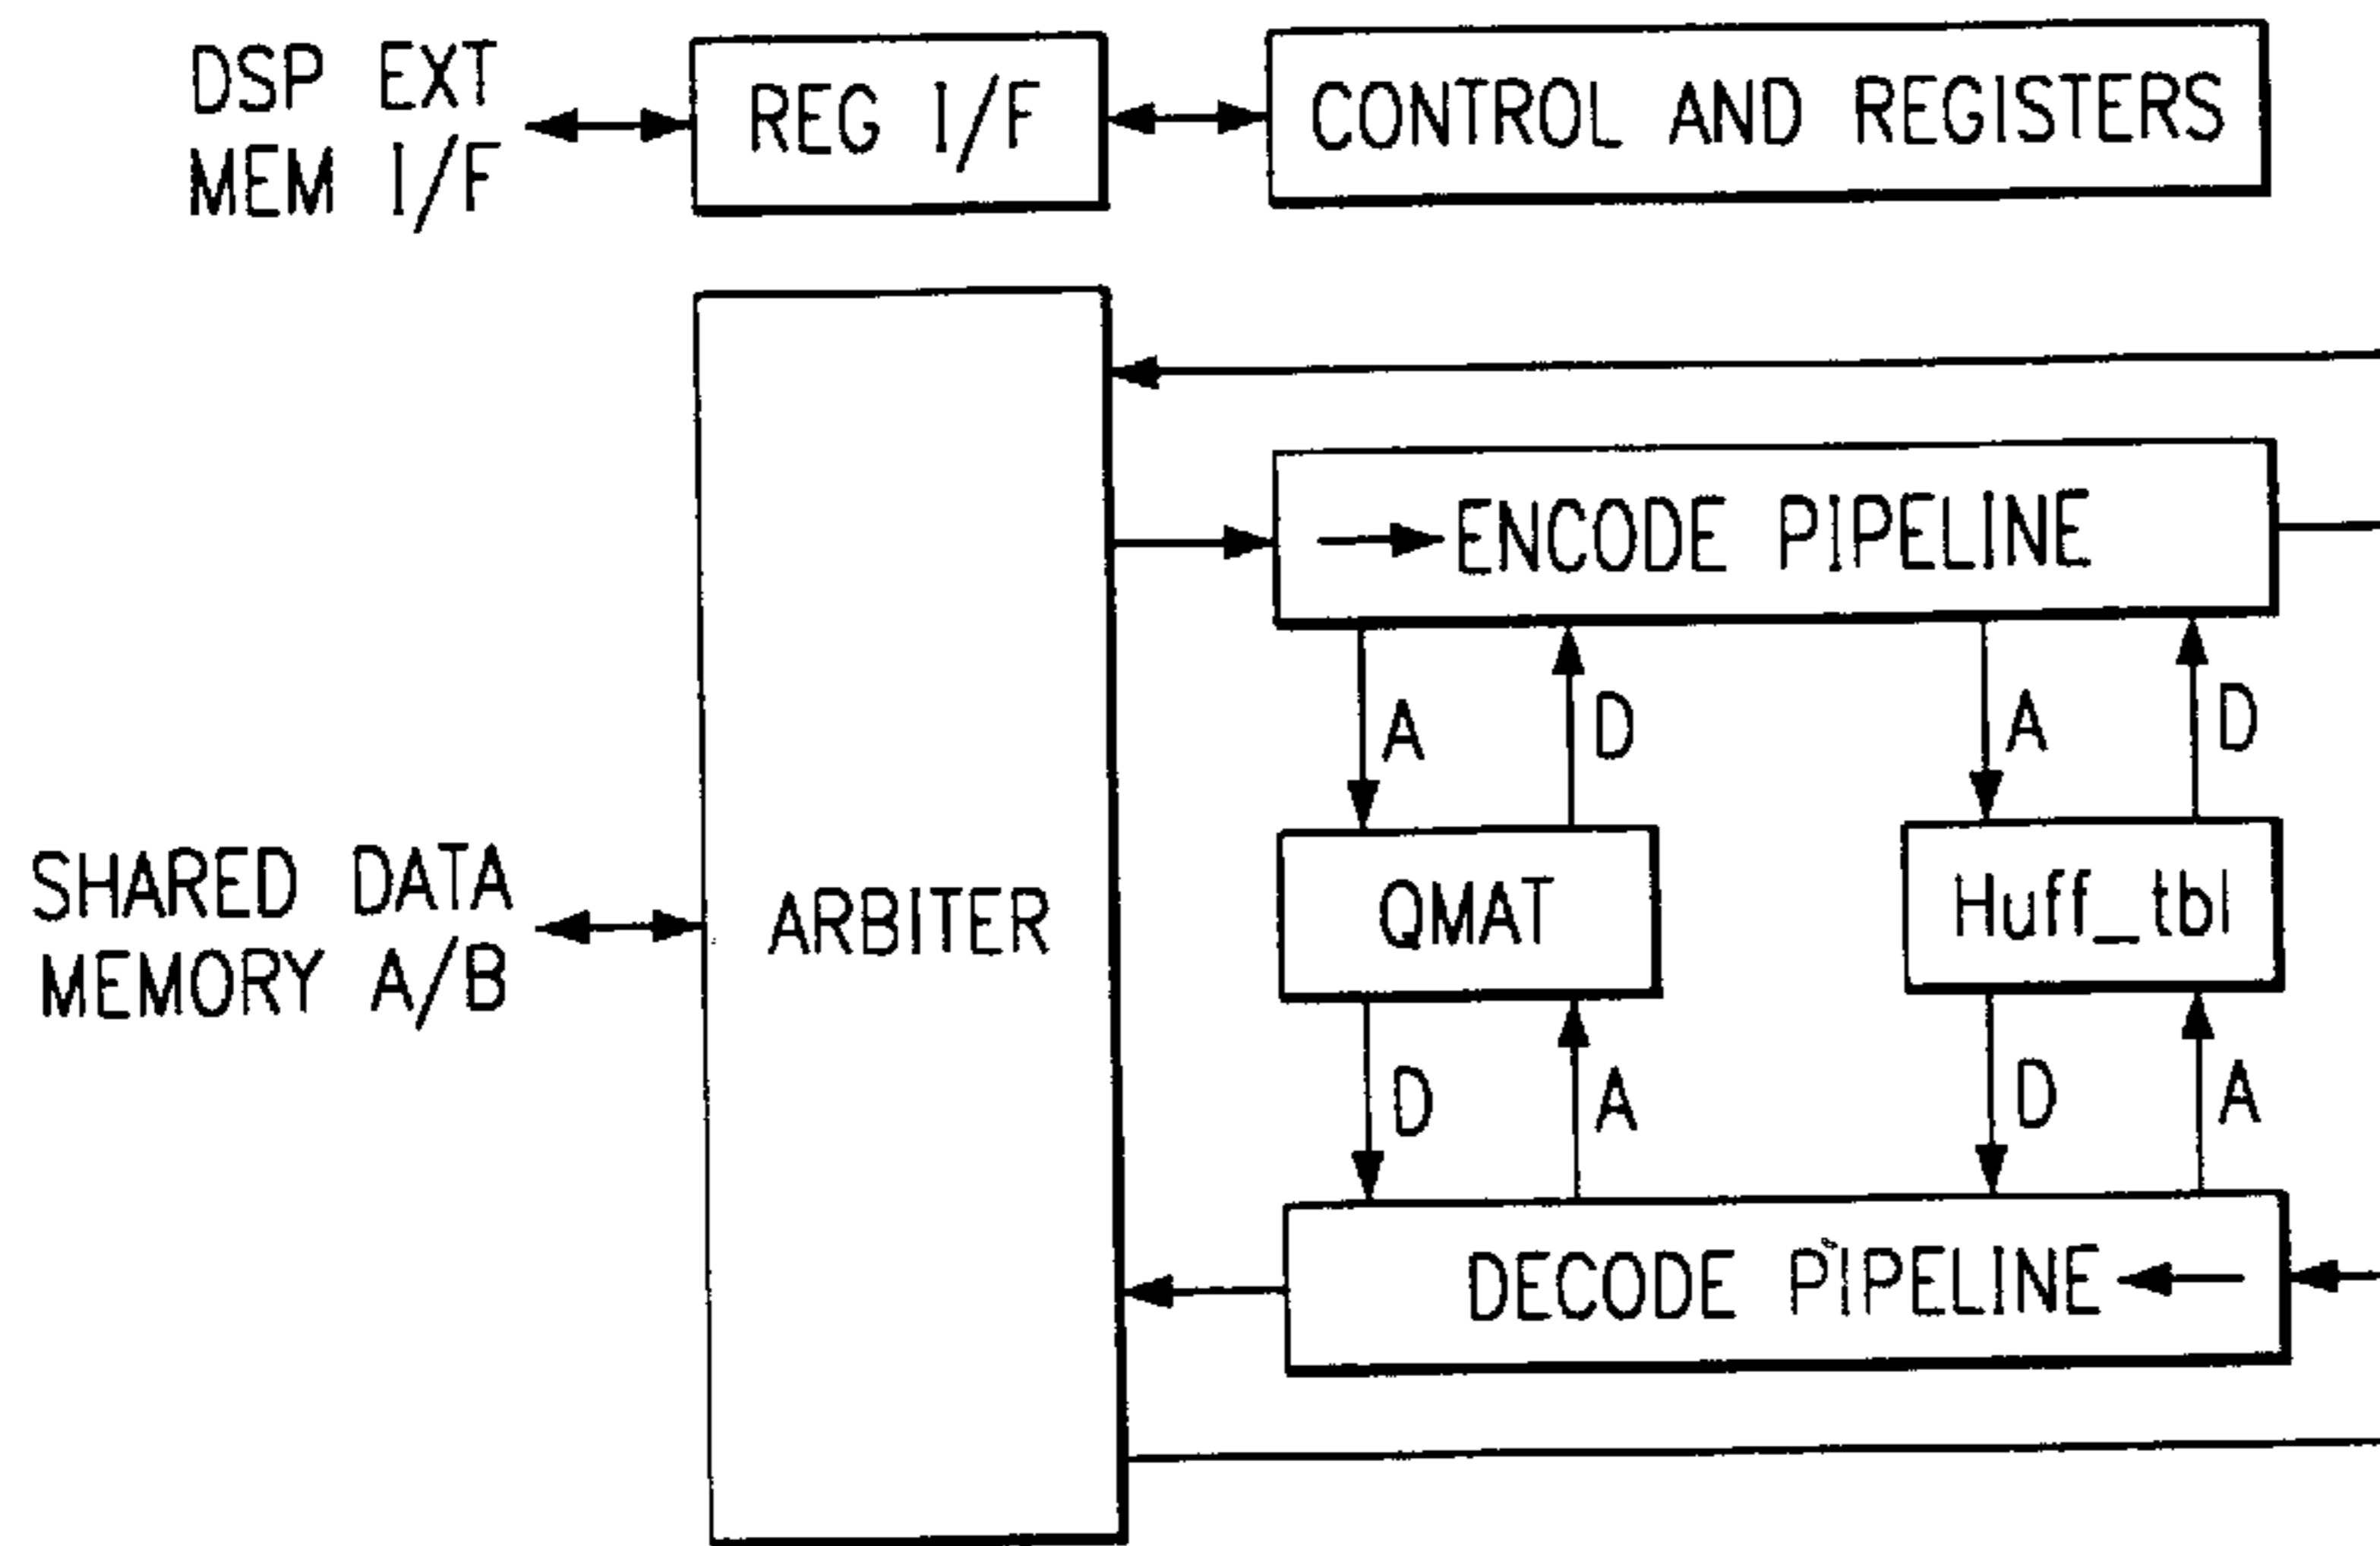 DSP EXT
MEM I/F
REG I/F
CONTROL AND REGISTERS
ENCODE PIPELINE
A
D
A
D
SHARED DATA
MEMORY A/B
ARBITER
QMAT
Huff_tbl
D
A
D
A
DECODE PIPELINE